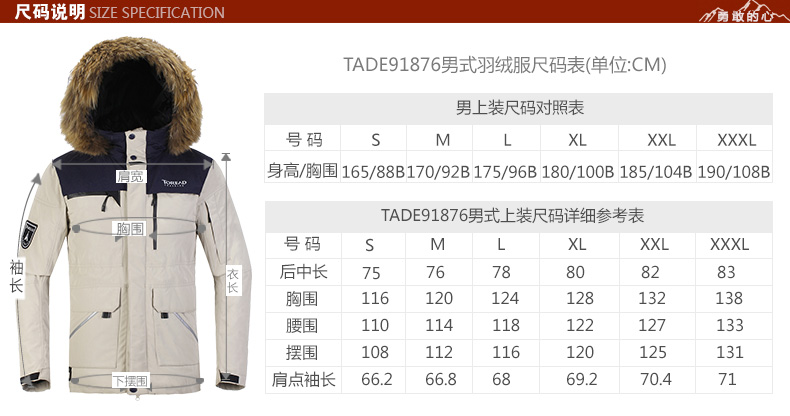 尺码说明 SIZE SPECIFICATION
勇敢的心
TADE91876男式羽绒服尺码表(单位:CM)
男上装尺码对照表
号 码 S M L XL XXL XXXL
身高/胸围 165/88B 170/92B 175/96B 180/100B 185/104B 190/108B
TADE91876男式上装尺码详细参考表
号 码 S M L XL XXL XXXL
后中长 75 76 78 80 82 83
胸围 116 120 124 128 132 138
腰围 110 114 118 122 127 133
摆围 108 112 116 120 125 131
肩点袖长 66.2 66.8 68 69.2 70.4 71
肩宽
TOREAD
胸围
袖长
衣长
下摆围